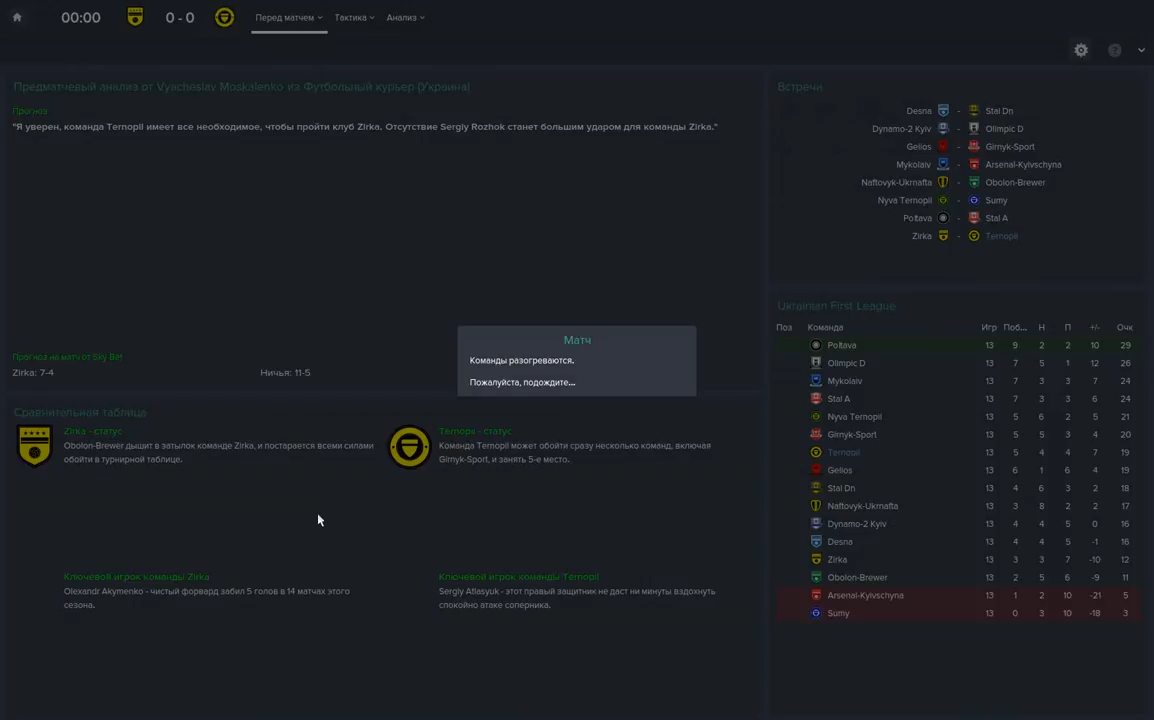 00:00 0 - 0 Перед матчем Тактика Анализ
Предматчевый анализ от Vyacheslav Moskalenko из Футбольный курьер (Украина)
Прогноз
"Я уверен, команда Ternopil имеет все необходимое, чтобы пройти клуб Zirka. Отсутствие Sergiy Rozhok станет большим ударом для команды Zirka."
Прогноз на матч от Sky Bet
Zirka: 7-4 Ничья: 11-5
Матч
Команды разогреваются.
Пожалуйста, подождите...
Сравнительная таблица
Zirka - статус
Obolon-Brewer дышит в затылок команде Zirka, и постарается всеми силами
обойти в турнирной таблице.
Ternopil - статус
Команда Ternopil может обойти сразу несколько команд, включая
Girnyk-Sport, и занять 5-е место.
Ключевой игрок команды Zirka
Olexandr Akymenko - чистый форвард забил 5 голов в 14 матчах этого
сезона.
Ключевой игрок команды Ternopil
Sergiy Atlasyuk - этот правый защитник не даст ни минуты вздохнуть
спокойно атаке соперника.
Встречи
Desna - Stal Dn
Dynamo-2 Kyiv - Olimpic D
Gelios - Girnyk-Sport
Mykolaiv - Arsenal-Kyivschyna
Naftovyk-Ukrnafta - Obolon-Brewer
Nyva Ternopil - Sumy
Poltava - Stal A
Zirka - Ternopil
Ukrainian First League
Поз Команда Игр Поб... Н П +/- Очк
Poltava 13 9 2 2 10 29
Olimpic D 13 7 5 1 12 26
Mykolaiv 13 7 3 3 7 24
Stal A 13 7 3 3 6 24
Nyva Ternopil 13 5 6 2 5 21
Girnyk-Sport 13 5 5 3 4 20
Ternopil 13 5 4 4 7 19
Gelios 13 6 1 6 4 19
Stal Dn 13 4 6 3 2 18
Naftovyk-Ukrnafta 13 3 8 2 2 17
Dynamo-2 Kyiv 13 4 4 5 0 16
Desna 13 4 4 5 -1 16
Zirka 13 3 3 7 -10 12
Obolon-Brewer 13 2 5 6 -9 11
Arsenal-Kyivschyna 13 1 2 10 -21 5
Sumy 13 0 3 10 -18 3